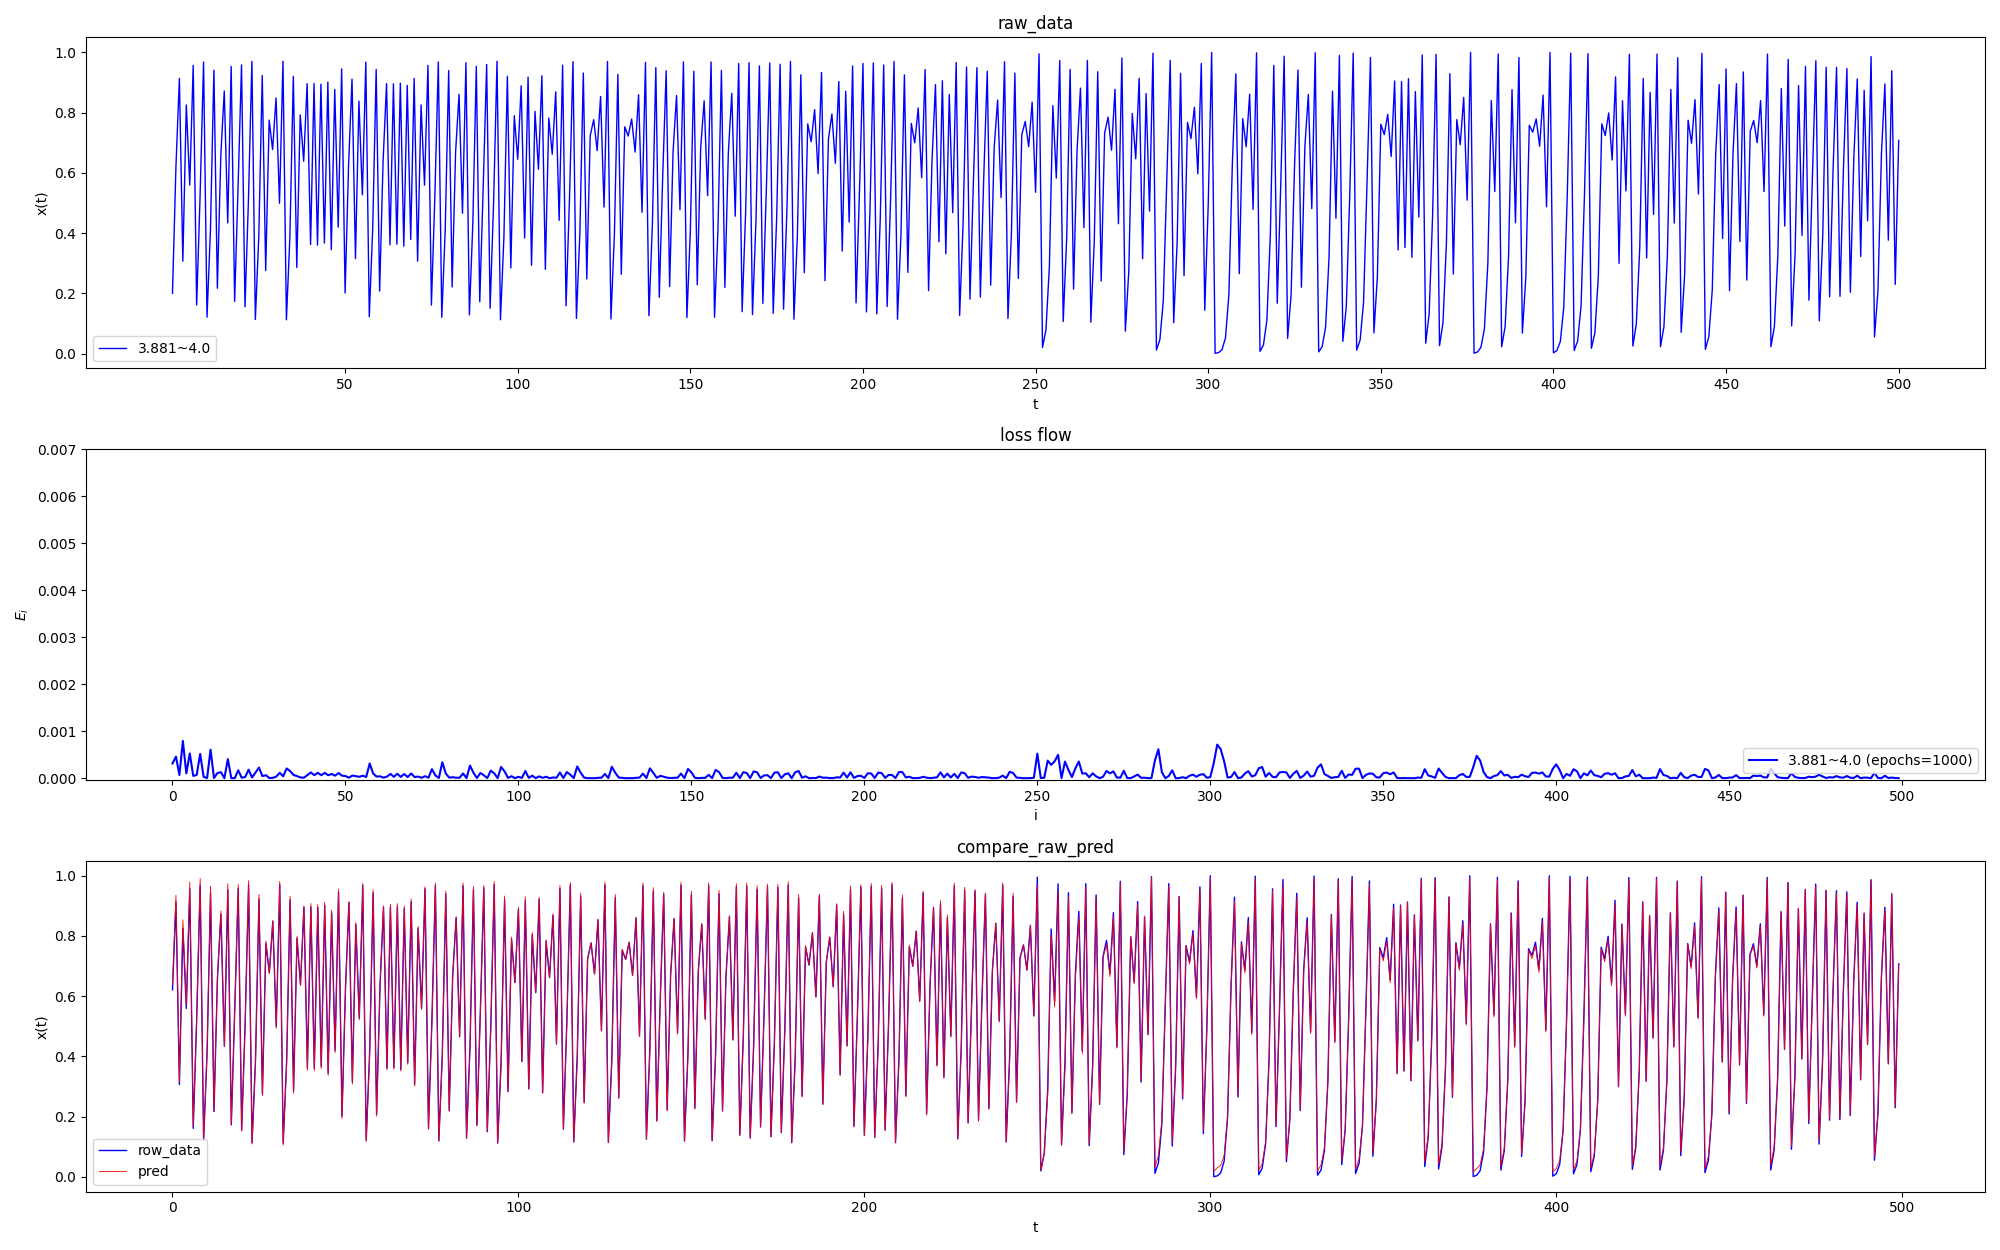 raw_data
1.0
0.8
0.6
0.4
0.2
0.0
x(t)
3.881~4.0
50 100 150 200 250 300 350 400 450 500
t
loss flow
0.007
0.006
0.005
0.004
0.003
0.002
0.001
0.000
E_i
3.881~4.0 (epochs=1000)
0 50 100 150 200 250 300 350 400 450 500
i
compare_raw_pred
1.0
0.8
0.6
0.4
0.2
0.0
x(t)
row_data
pred
0 100 200 300 400 500
t